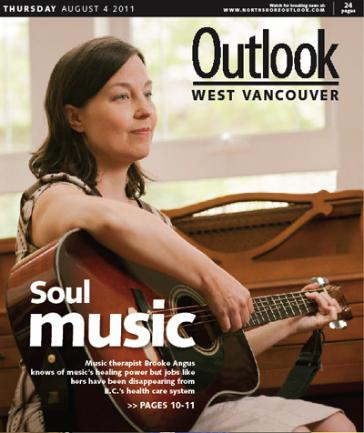 THURSDAY AUGUST 4 2011
Watch for breaking news at:
WWW.NORTHSHOREOUTLOOK.COM
24
pages
Outlook
WEST VANCOUVER
Soul
music
Music therapist Brooke Angus
knows of music's healing power but jobs like
hers have been disappearing from
B.C.'s health care system
>> PAGES 10-11